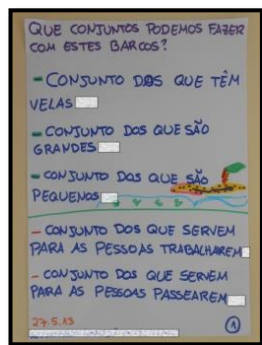 QUE CONJUNTOS PODEMOS FAZER
COM ESTES BARCOS?
- CONJUNTO DOS QUE TÊM
VELAS
- CONJUNTO DOS QUE SÃO
GRANDES
- CONJUNTO DOS QUE SÃO
PEQUENOS
- CONJUNTO DOS QUE SERVEM
PARA AS PESSOAS TRABALHAREM
- CONJUNTO DOS QUE SERVEM
PARA AS PESSOAS PASSEAREM
27.5.13
1